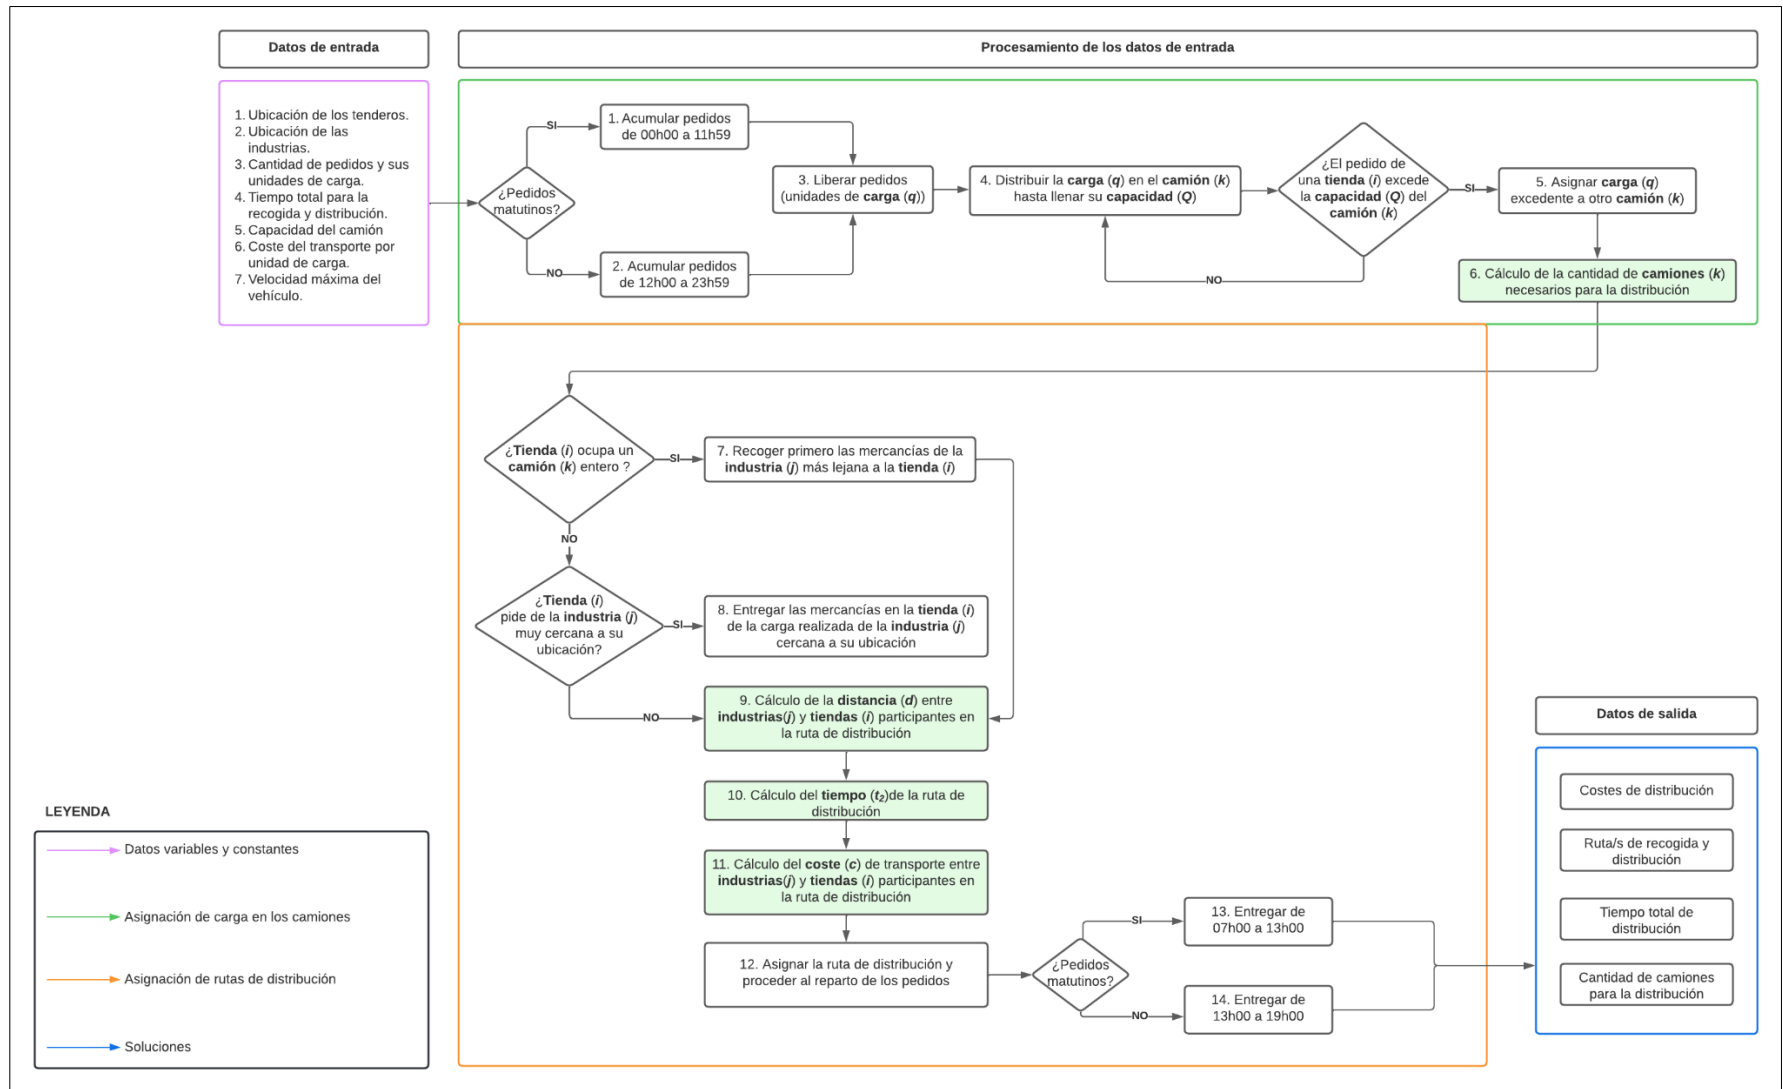 Datos de entrada
Procesamiento de los datos de entrada
1. Ubicación de los tenderos.
2. Ubicación de las
industrias.
3. Cantidad de pedidos y sus
unidades de carga.
4. Tiempo total para la
recogida y distribución.
5. Capacidad del camión
6. Coste del transporte por
unidad de carga.
7. Velocidad máxima del
vehículo.
¿Pedidos
matutinos?
SI
1. Acumular pedidos
de 00h00 a 11h59
NO
2. Acumular pedidos
de 12h00 a 23h59
3. Liberar pedidos
(unidades de carga (q))
4. Distribuir la carga (q) en el camión (k)
hasta llenar su capacidad (Q)
¿El pedido de
una tienda (i) excede
la capacidad (Q) del
camión (k)
NO
SI
5. Asignar carga (q)
excedente a otro camión (k)
6. Cálculo de la cantidad de camiones (k)
necesarios para la distribución
¿Tienda (i) ocupa un
camión (k) entero ?
SI
7. Recoger primero las mercancías de la
industria (j) más lejana a la tienda (i)
NO
¿Tienda (i)
pide de la industria (j)
muy cercana a su
ubicación?
SI
8. Entregar las mercancías en la tienda (i)
de la carga realizada de la industria (j)
cercana a su ubicación
NO
9. Cálculo de la distancia (d) entre
industrias(j) y tiendas (i) participantes en
la ruta de distribución
10. Cálculo del tiempo (t₂)de la ruta de
distribución
11. Cálculo del coste (c) de transporte entre
industrias(j) y tiendas (i) participantes en
la ruta de distribución
12. Asignar la ruta de distribución y
proceder al reparto de los pedidos
¿Pedidos
matutinos?
SI
13. Entregar de
07h00 a 13h00
NO
14. Entregar de
13h00 a 19h00
Datos de salida
Costes de distribución
Ruta/s de recogida y
distribución
Tiempo total de
distribución
Cantidad de camiones
para la distribución
LEYENDA
Datos variables y constantes
Asignación de carga en los camiones
Asignación de rutas de distribución
Soluciones